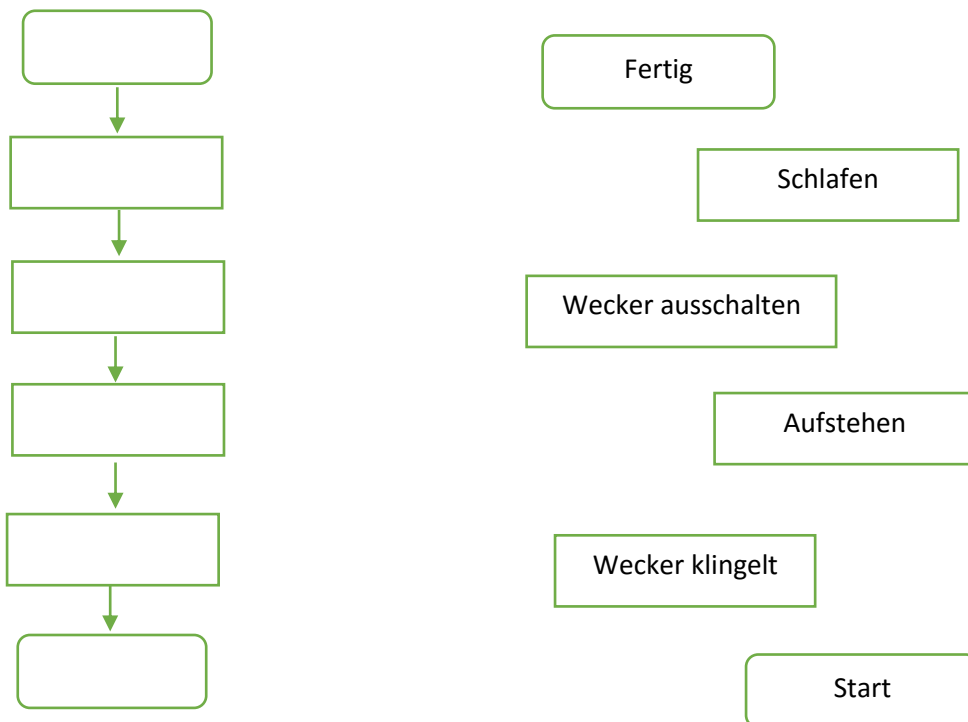 Fertig
Schlafen
Wecker ausschalten
Aufstehen
Wecker klingelt
Start